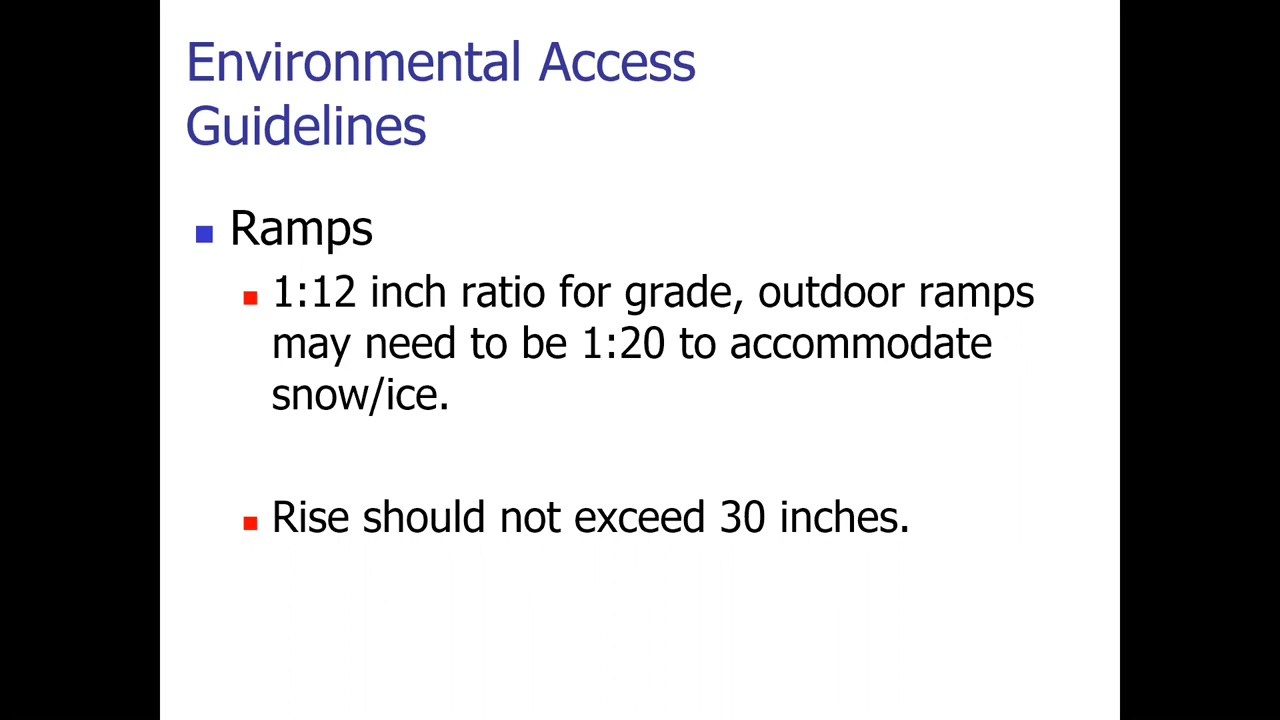 Environmental Access
Guidelines
Ramps
1:12 inch ratio for grade, outdoor ramps
may need to be 1:20 to accommodate
snow/ice.
Rise should not exceed 30 inches.